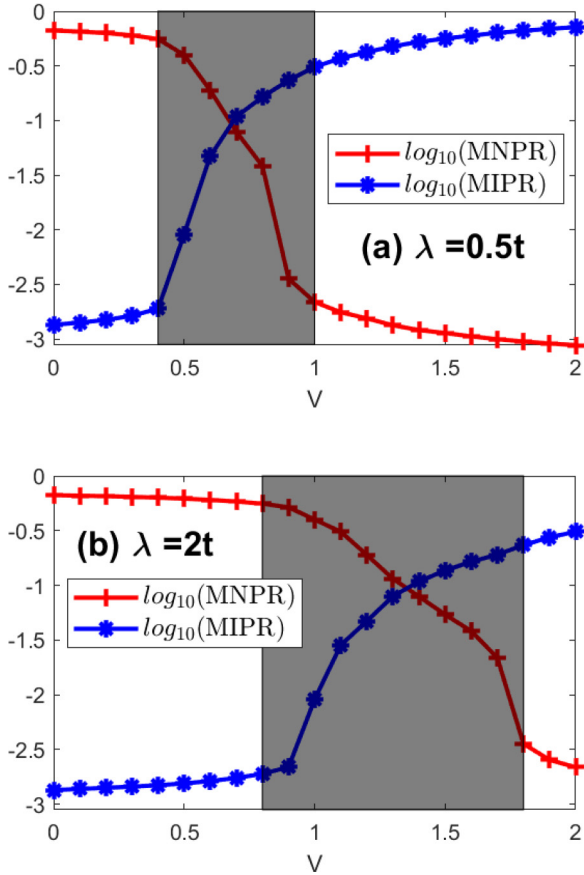 0
-0.5
-1
-1.5
-2
-2.5
-3
log10(MNPR)
log10(MIPR)
(a) λ =0.5t
0 0.5 1 1.5 2
V
0
-0.5
-1
-1.5
-2
-2.5
-3
(b) λ =2t
log10(MNPR)
log10(MIPR)
0 0.5 1 1.5 2
V